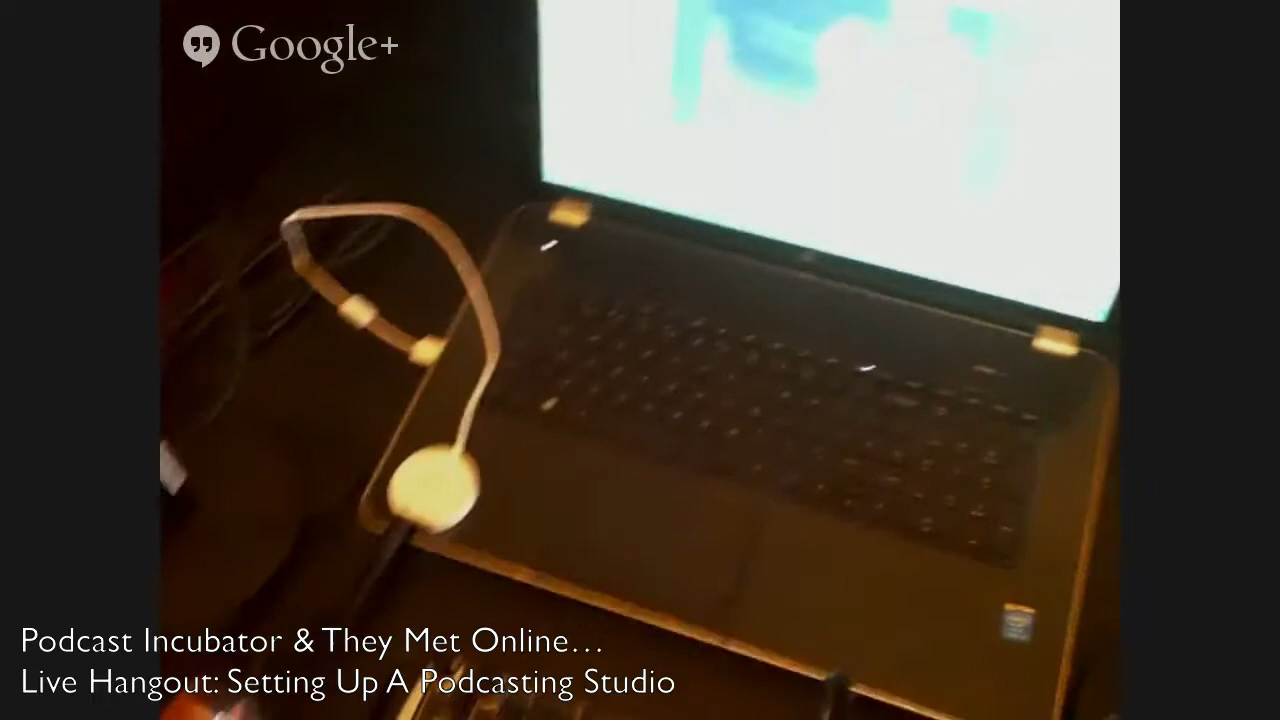 Google+
Podcast Incubator & They Met Online...
Live Hangout: Setting Up A Podcasting Studio